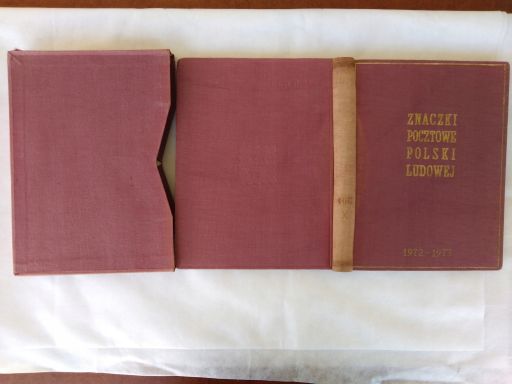 ZNACZKI
POCZTOWE
POLSKI
LUDOWEJ
1972-1973
X